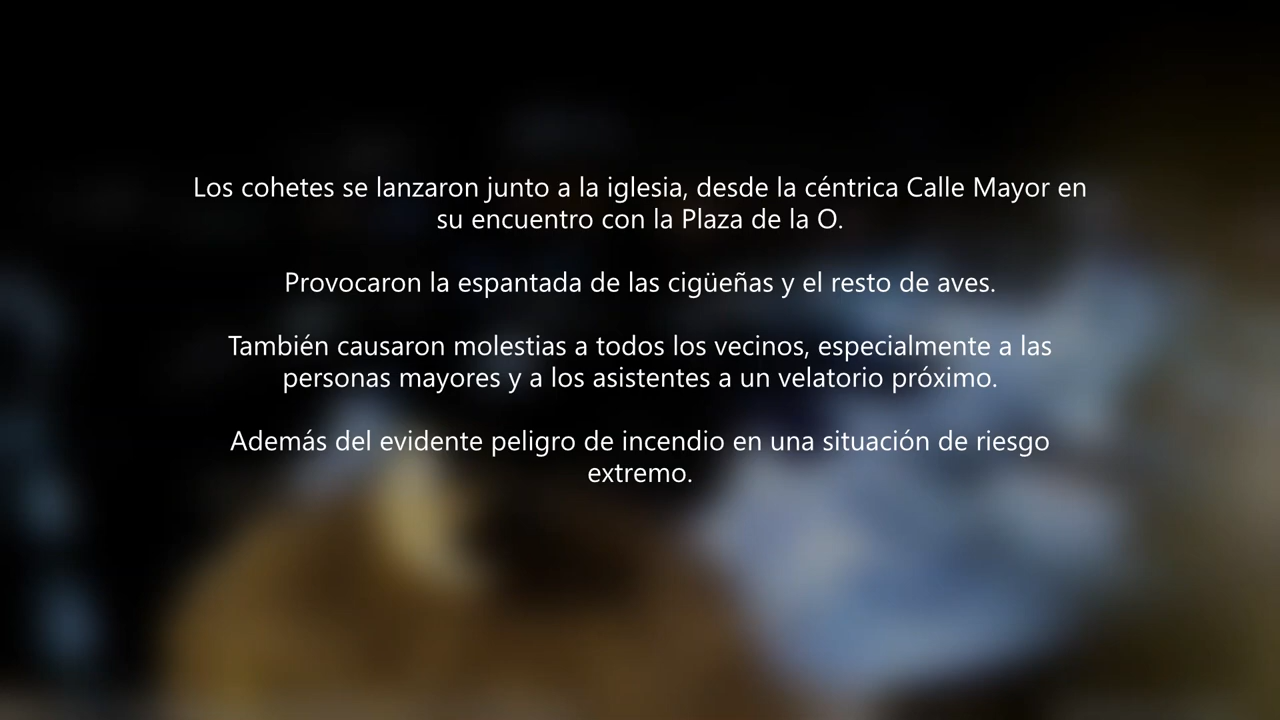 Los cohetes se lanzaron junto a la iglesia, desde la céntrica Calle Mayor en
su encuentro con la Plaza de la O.
Provocaron la espantada de las cigüeñas y el resto de aves.
También causaron molestias a todos los vecinos, especialmente a las
personas mayores y a los asistentes a un velatorio próximo.
Además del evidente peligro de incendio en una situación de riesgo
extremo.